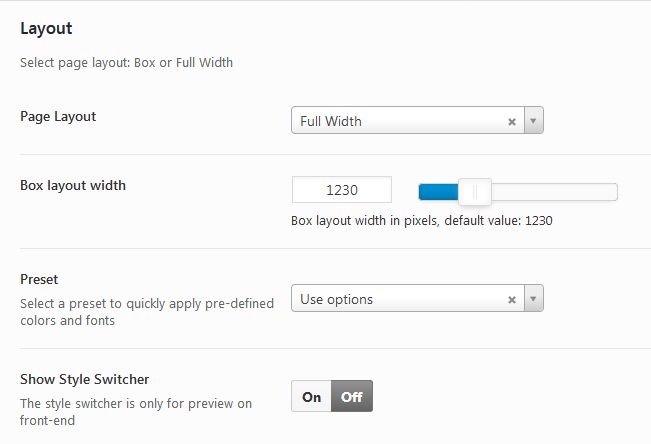 Layout
Select page layout: Box or Full Width
Page Layout
Full Width
Box layout width
1230
Box layout width in pixels, default value: 1230
Preset
Select a preset to quickly apply pre-defined
colors and fonts
Use options
Show Style Switcher
The style switcher is only for preview on
front-end
On Off